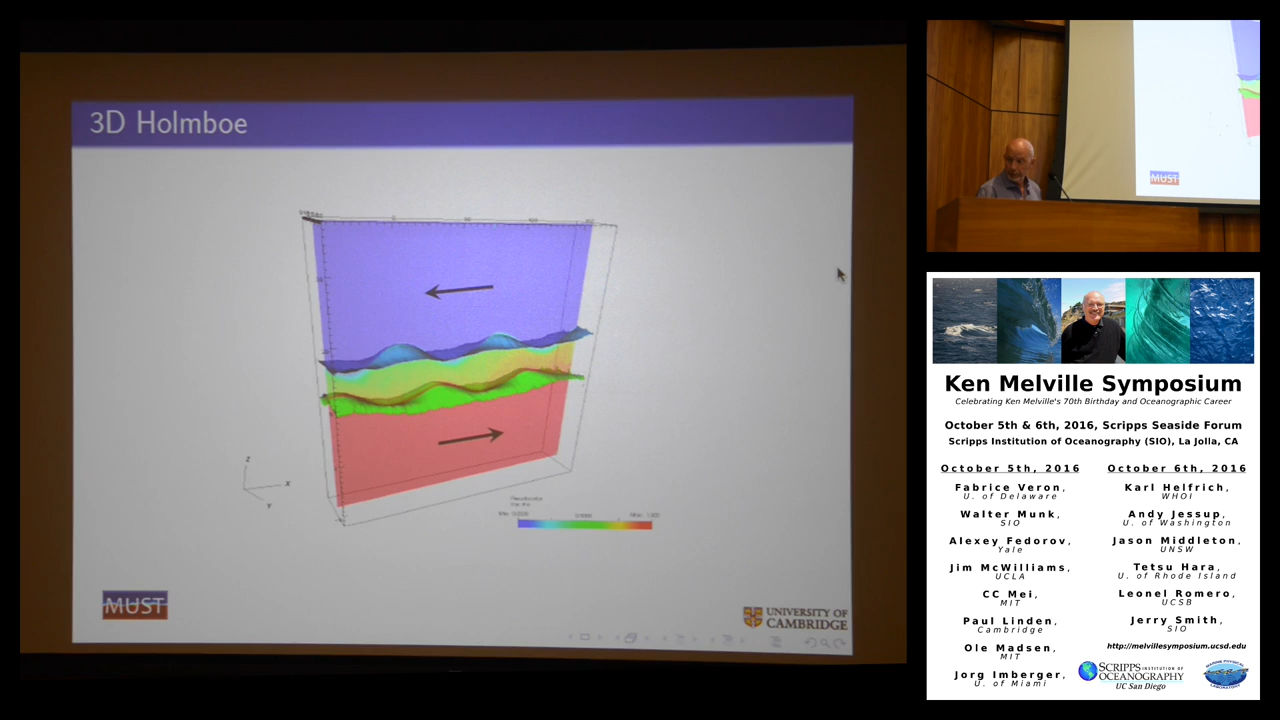 3D Holmboe
Z
X
Y
MUST
UNIVERSITY OF
CAMBRIDGE
MUST
Ken Melville Symposium
Celebrating Ken Melville's 70th Birthday and Oceanographic Career
October 5th & 6th, 2016, Scripps Seaside Forum
Scripps Institution of Oceanography (SIO), La Jolla, CA
October 5th, 2016
Fabrice Veron,
U. of Delaware
Walter Munk,
SIO
Alexey Fedorov,
Yale
Jim McWilliams,
UCLA
CC Mei,
MIT
Paul Linden,
Cambridge
Ole Madsen,
MIT
Jorg Imberger,
U. of Miami
October 6th, 2016
Karl Helfrich,
WHOI
Andy Jessup,
U. of Washington
Jason Middleton,
UNSW
Tetsu Hara,
U. of Rhode Island
Leonel Romero,
UCSB
Jerry Smith,
SIO
http://melvillesymposium.ucsd.edu
SCRIPPS INSTITUTION OF
OCEANOGRAPHY
UC San Diego